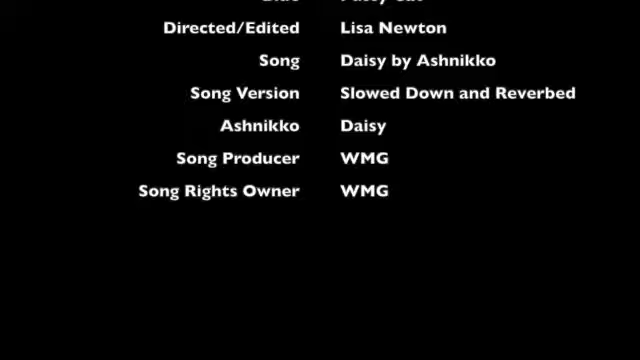 Directed/Edited Lisa Newton
Song Daisy by Ashnikko
Song Version Slowed Down and Reverbed
Ashnikko Daisy
Song Producer WMG
Song Rights Owner WMG